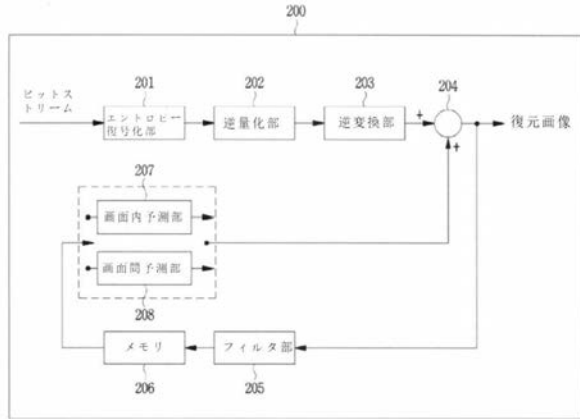 200
201
202
203
204
ビットス
トリーム
エントロピー
復号化部
逆量化部
逆変換部
+
+
復元画像
207
画面内予測部
画面間予測部
208
メモリ
フィルタ部
206
205